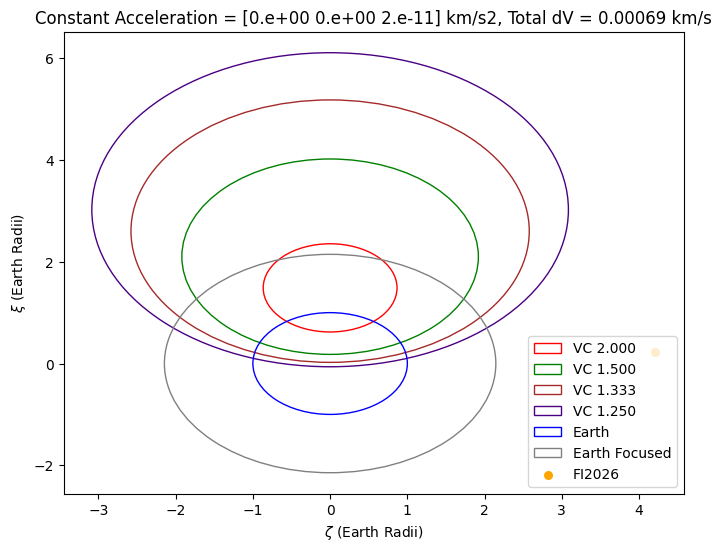 Constant Acceleration = [0.e+00 0.e+00 2.e-11] km/s2, Total dV = 0.00069 km/s
6
4
2
0
−2
ξ (Earth Radii)
−3
−2
−1
0
1
2
3
4
ζ (Earth Radii)
VC 2.000
VC 1.500
VC 1.333
VC 1.250
Earth
Earth Focused
FI2026